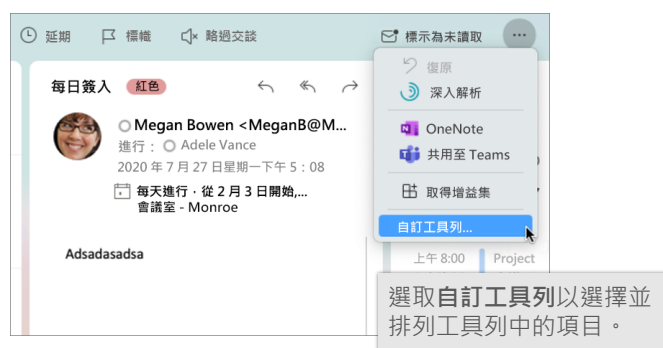 延期 標幟 略過交談 標示為未讀取 ...
復原
每日簽入 紅色
深入解析
Megan Bowen <MeganB@M...
OneNote
進行： Adele Vance
共用至 Teams
2020 年 7 月 27 日星期一下午 5：08
每天進行．從 2 月 3 日開始,...
取得增益集
會議室 - Monroe
自訂工具列...
Adsadasadsa
上午 8:00 Project
選取自訂工具列以選擇並
排列工具列中的項目。